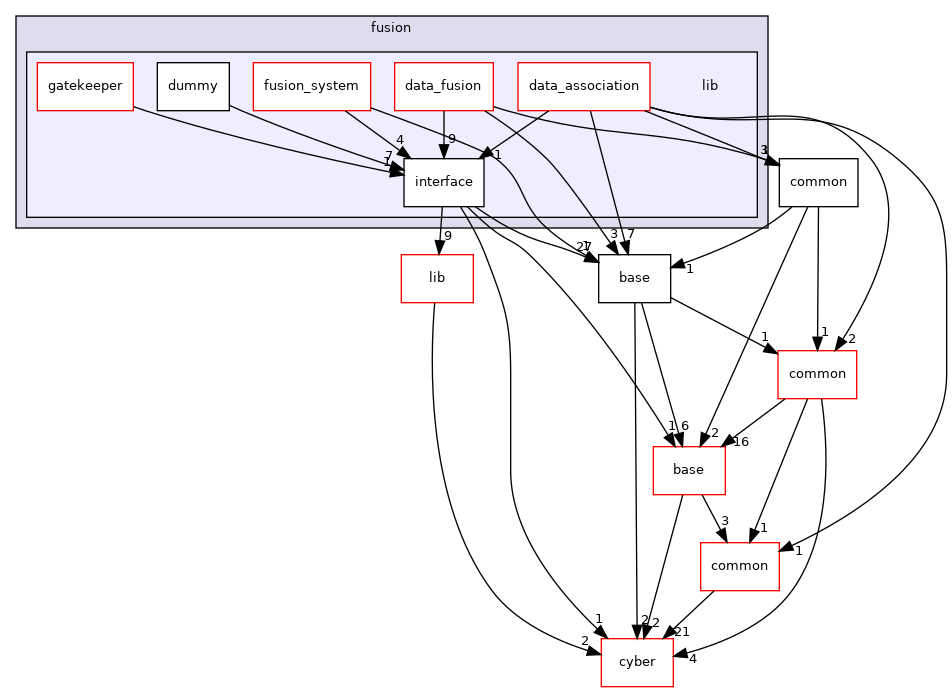 fusion
gatekeeper dummy fusion_system data_fusion data_association lib
4 9 1 3
7
1
interface common
9 3 7
27 1
lib base
1
1 1 2
common
1 6 2 16
base
3 1
1
common
1 2 2 21
2 4
cyber